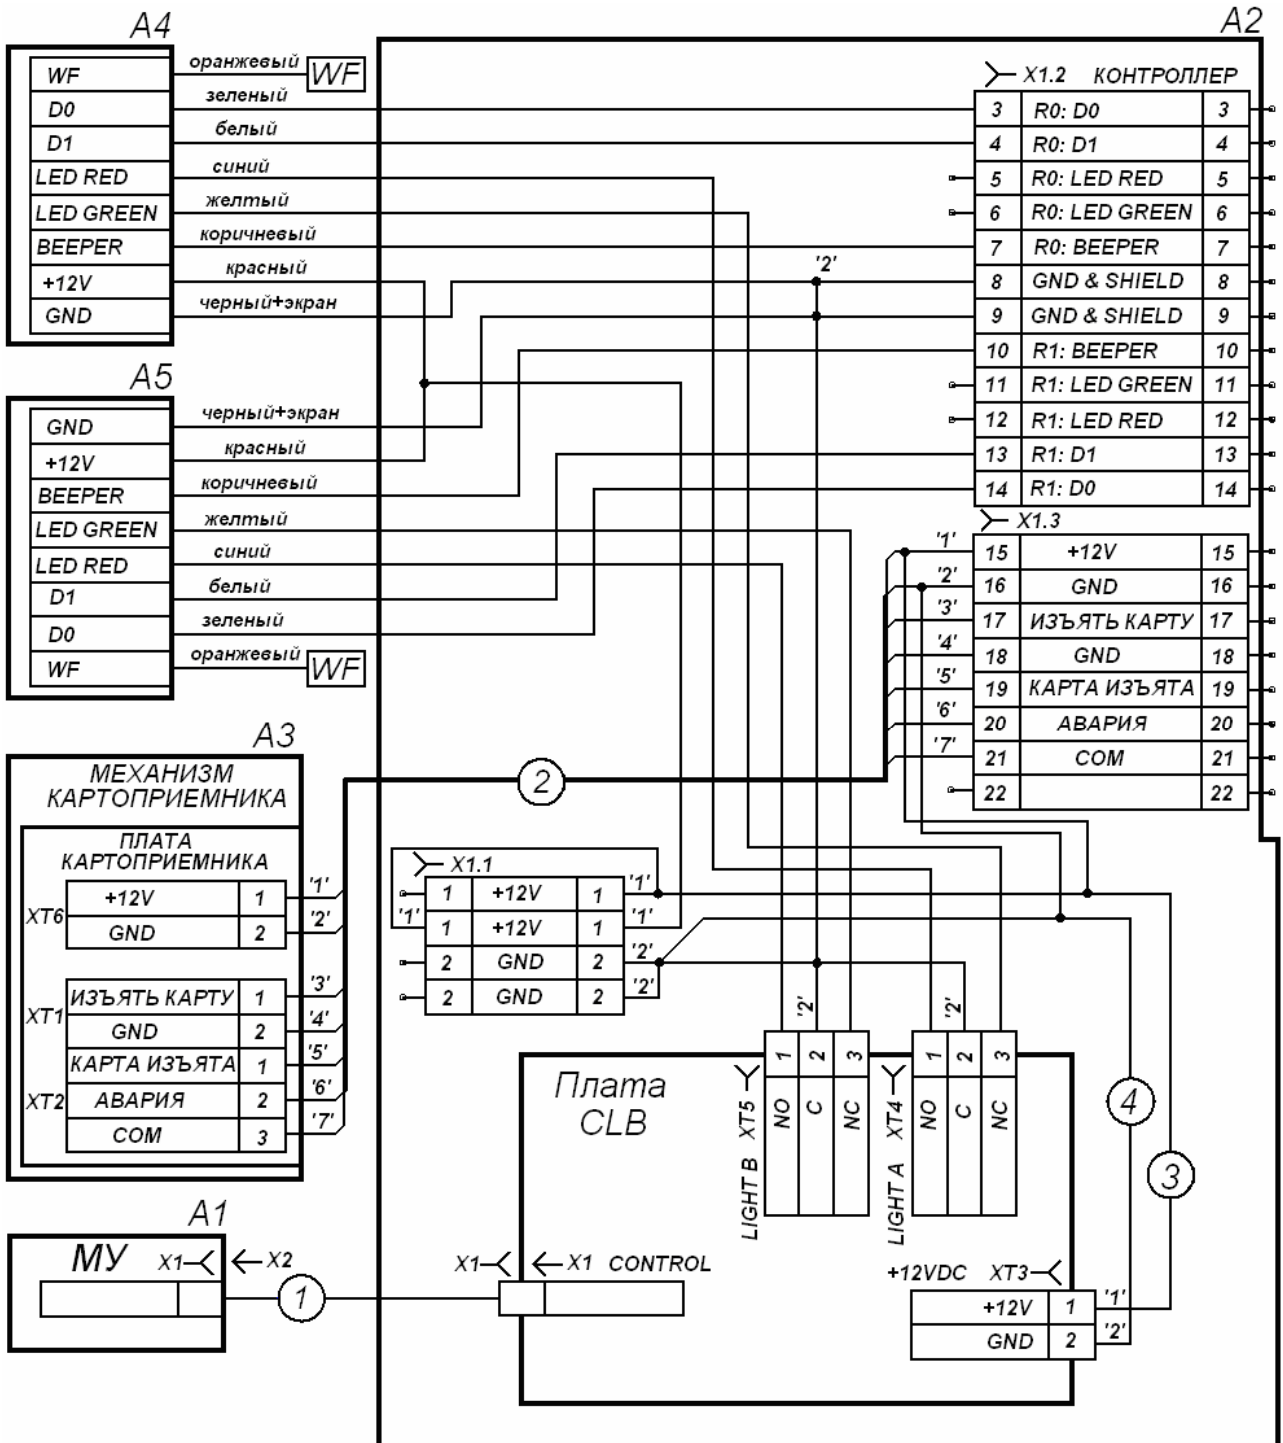 A4
A2
WF
оранжевый
WF
D0
зеленый
D1
белый
LED RED
синий
LED GREEN
желтый
BEEPER
коричневый
+12V
красный
GND
черный+экран
X1.2 КОНТРОЛЛЕР
3 R0: D0 3
4 R0: D1 4
5 R0: LED RED 5
6 R0: LED GREEN 6
7 R0: BEEPER 7
'2'
8 GND & SHIELD 8
9 GND & SHIELD 9
10 R1: BEEPER 10
11 R1: LED GREEN 11
12 R1: LED RED 12
13 R1: D1 13
14 R1: D0 14
A5
GND
черный+экран
+12V
красный
BEEPER
коричневый
LED GREEN
желтый
LED RED
синий
D1
белый
D0
зеленый
WF
оранжевый
WF
X1.3
'1' 15 +12V 15
'2' 16 GND 16
'3' 17 ИЗЪЯТЬ КАРТУ 17
'4' 18 GND 18
'5' 19 КАРТА ИЗЪЯТА 19
'6' 20 АВАРИЯ 20
'7' 21 COM 21
22 22
A3
МЕХАНИЗМ
КАРТОПРИЕМНИКА
ПЛАТА
КАРТОПРИЕМНИКА
XT6
+12V 1 '1'
GND 2 '2'
XT1
ИЗЪЯТЬ КАРТУ 1 '3'
GND 2 '4'
XT2
КАРТА ИЗЪЯТА 1 '5'
АВАРИЯ 2 '6'
COM 3 '7'
2
X1.1
1 +12V 1 '1'
'1' 1 +12V 1 '1'
2 GND 2 '2'
2 GND 2 '2'
'2'
'2'
Плата
CLB
LIGHT B XT5
1 2 3
NO C NC
LIGHT A XT4
1 2 3
NO C NC
4
3
A1
МУ X1 X2
1
X1 X1 CONTROL
+12VDC XT3
+12V 1 '1'
GND 2 '2'